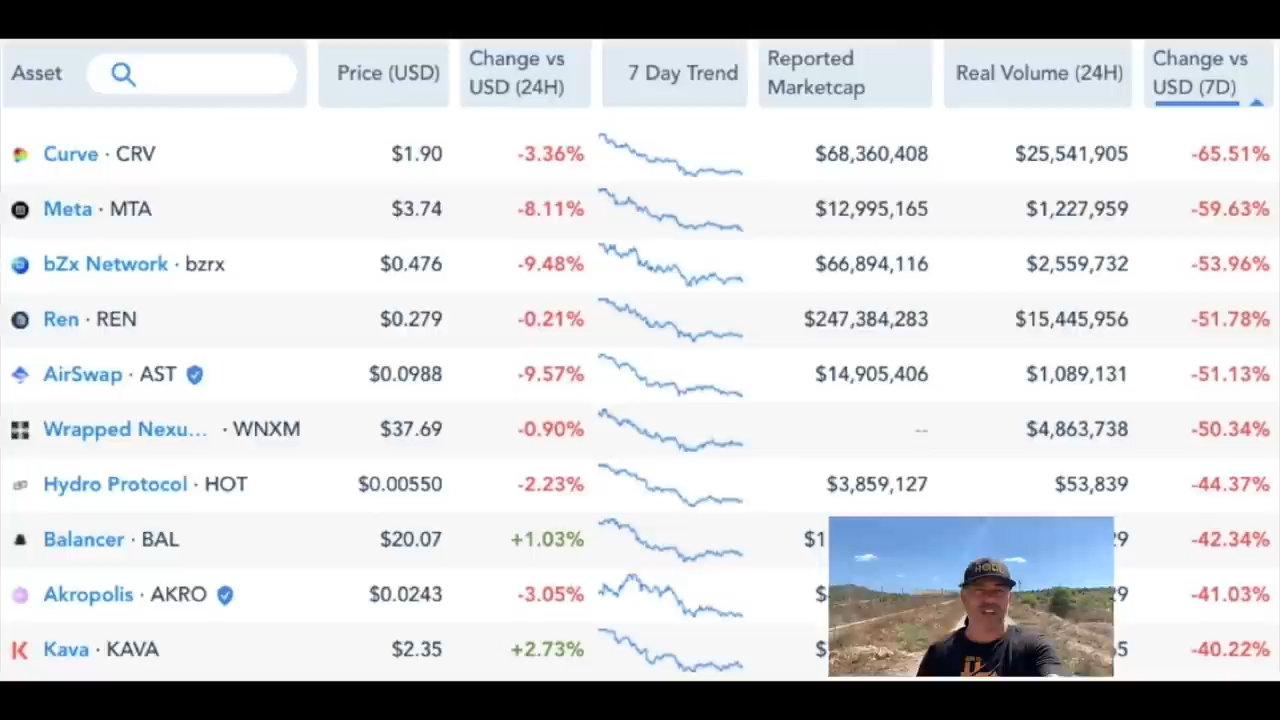 Asset Price (USD) Change vs USD (24H) 7 Day Trend Reported Marketcap Real Volume (24H) Change vs USD (7D)
Curve · CRV $1.90 -3.36% $68,360,408 $25,541,905 -65.51%
Meta · MTA $3.74 -8.11% $12,995,165 $1,227,959 -59.63%
bZx Network · bzrx $0.476 -9.48% $66,894,116 $2,559,732 -53.96%
Ren · REN $0.279 -0.21% $247,384,283 $15,445,956 -51.78%
AirSwap · AST $0.0988 -9.57% $14,905,406 $1,089,131 -51.13%
Wrapped Nexu... · WNXM $37.69 -0.90% -- $4,863,738 -50.34%
Hydro Protocol · HOT $0.00550 -2.23% $3,859,127 $53,839 -44.37%
Balancer · BAL $20.07 +1.03% -42.34%
Akropolis · AKRO $0.0243 -3.05% -41.03%
Kava · KAVA $2.35 +2.73% -40.22%
HODL